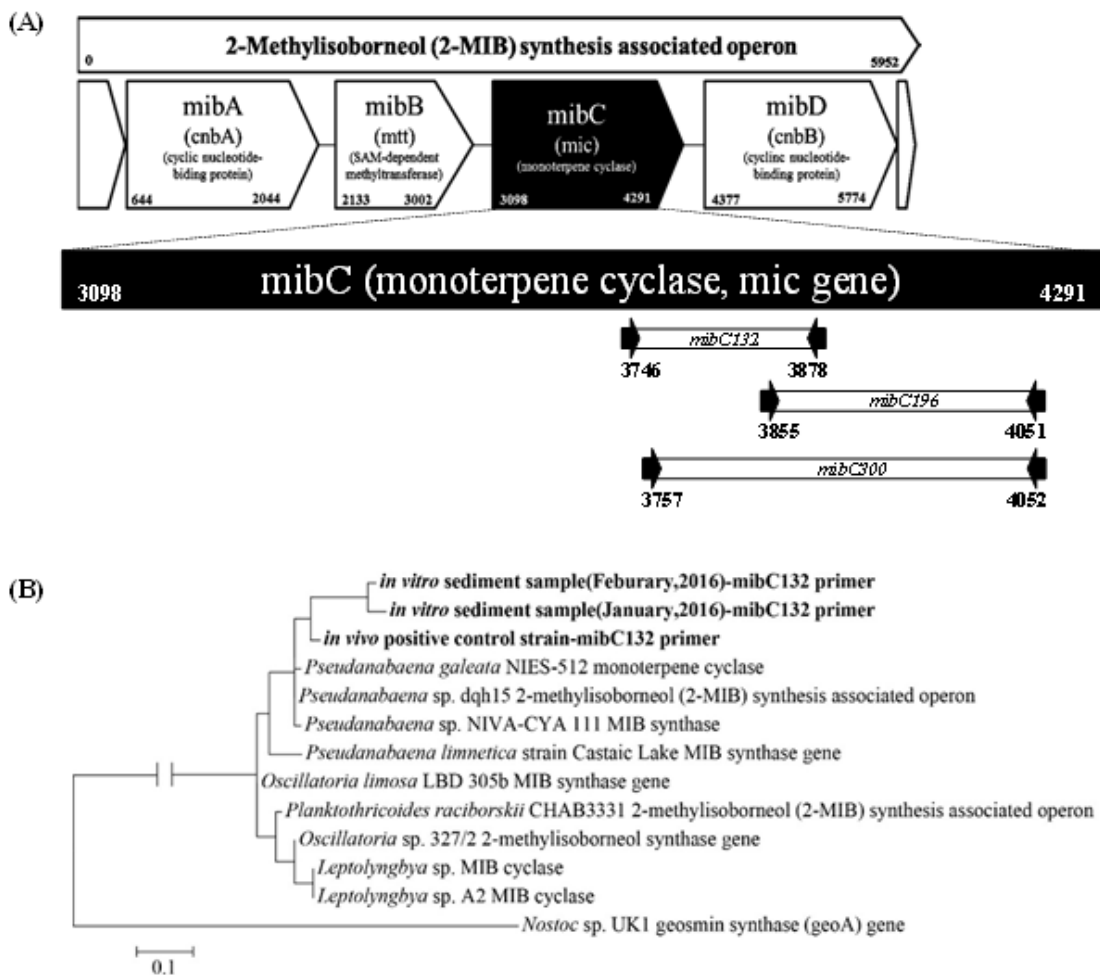 (A)
2-Methylisoborneol (2-MIB) synthesis associated operon
0
5952
mibA
(cnbA)
(cyclic nucleotide-
biding protein)
644
2044
mibB
(mtt)
(SAM-dependent
methyltransferase)
2133
3002
mibC
(mic)
(monoterpene cyclase)
3098
4291
mibD
(cnbB)
(cyclinc nucleotide-
binding protein)
4377
5774
mibC (monoterpene cyclase, mic gene)
3098
4291
mibC132
3746
3878
mibC196
3855
4051
mibC300
3757
4052
(B)
in vitro sediment sample(Feburary,2016)-mibC132 primer
in vitro sediment sample(January,2016)-mibC132 primer
in vivo positive control strain-mibC132 primer
Pseudanabaena galeata NIES-512 monoterpene cyclase
Pseudanabaena sp. dqh15 2-methylisoborneol (2-MIB) synthesis associated operon
Pseudanabaena sp. NIVA-CYA 111 MIB synthase
Pseudanabaena limnetica strain Castaic Lake MIB synthase gene
Oscillatoria limosa LBD 305b MIB synthase gene
Planktothricoides raciborskii CHAB3331 2-methylisoborneol (2-MIB) synthesis associated operon
Oscillatoria sp. 327/2 2-methylisoborneol synthase gene
Leptolyngbya sp. MIB cyclase
Leptolyngbya sp. A2 MIB cyclase
Nostoc sp. UK1 geosmin synthase (geoA) gene
0.1